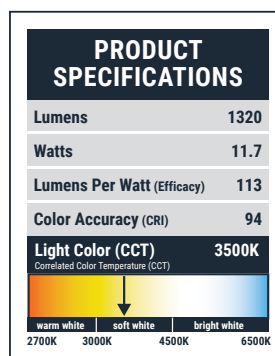 PRODUCT
SPECIFICATIONS
Lumens 1320
Watts 11.7
Lumens Per Watt (Efficacy) 113
Color Accuracy (CRI) 94
Light Color (CCT) 3500K
Correlated Color Temperature (CCT)
warm white soft white bright white
2700K 3000K 4500K 6500K